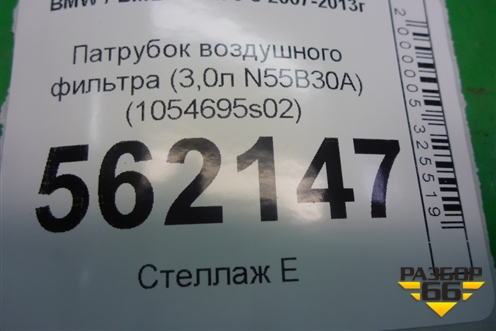 Патрубок воздушного
фильтра (3,0л N55B30A)
(1054695s02)
562147
Стеллаж Е
2000005325519
РАЗБОР
66